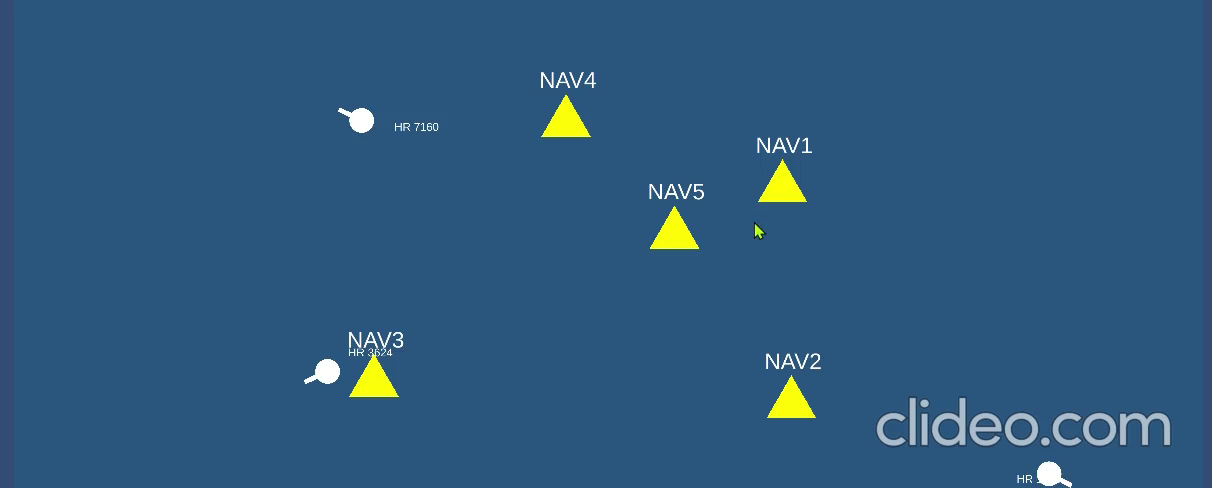 NAV4
HR 7160
NAV1
NAV5
NAV3
HR 3624
NAV2
clideo.com
HR